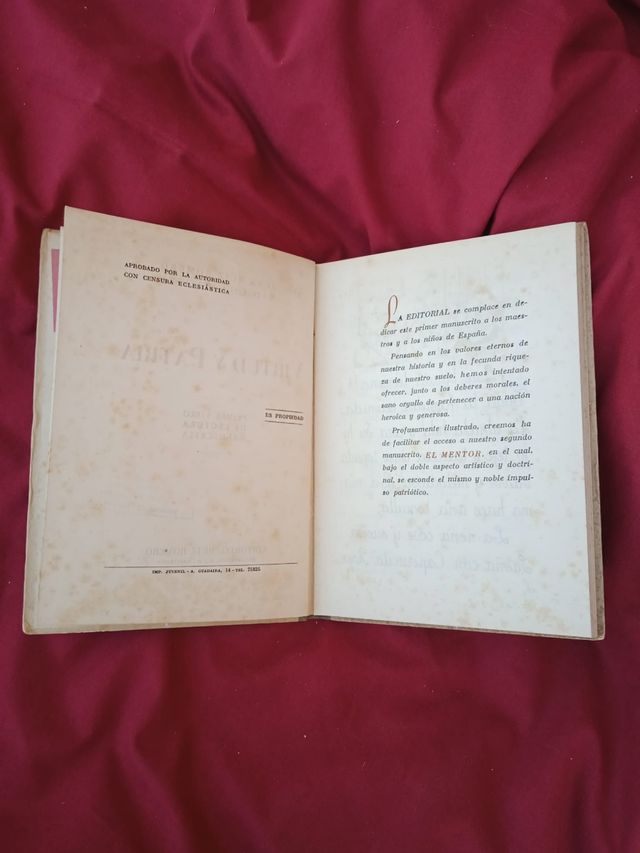 APROBADO POR LA AUTORIDAD
CON CENSURA ECLESIÁSTICA
ES PROPIEDAD
IMP. JUVENIL.-A. GUADAIRA, 14-TEL. 75825
LA EDITORIAL se complace en de-
dicar este primer manuscrito a los maes-
tros y a los niños de España.
Pensando en los valores eternos de
nuestra historia y en la fecunda rique-
za de nuestro suelo, hemos intentado
ofrecer, junto a los deberes morales, el
sano orgullo de pertenecer a una nación
heroica y generosa.
Profusamente ilustrado, creemos ha
de facilitar el acceso a nuestro segundo
manuscrito, EL MENTOR, en el cual,
bajo el doble aspecto artístico y doctri-
nal, se esconde el mismo y noble impul-
so patriótico.